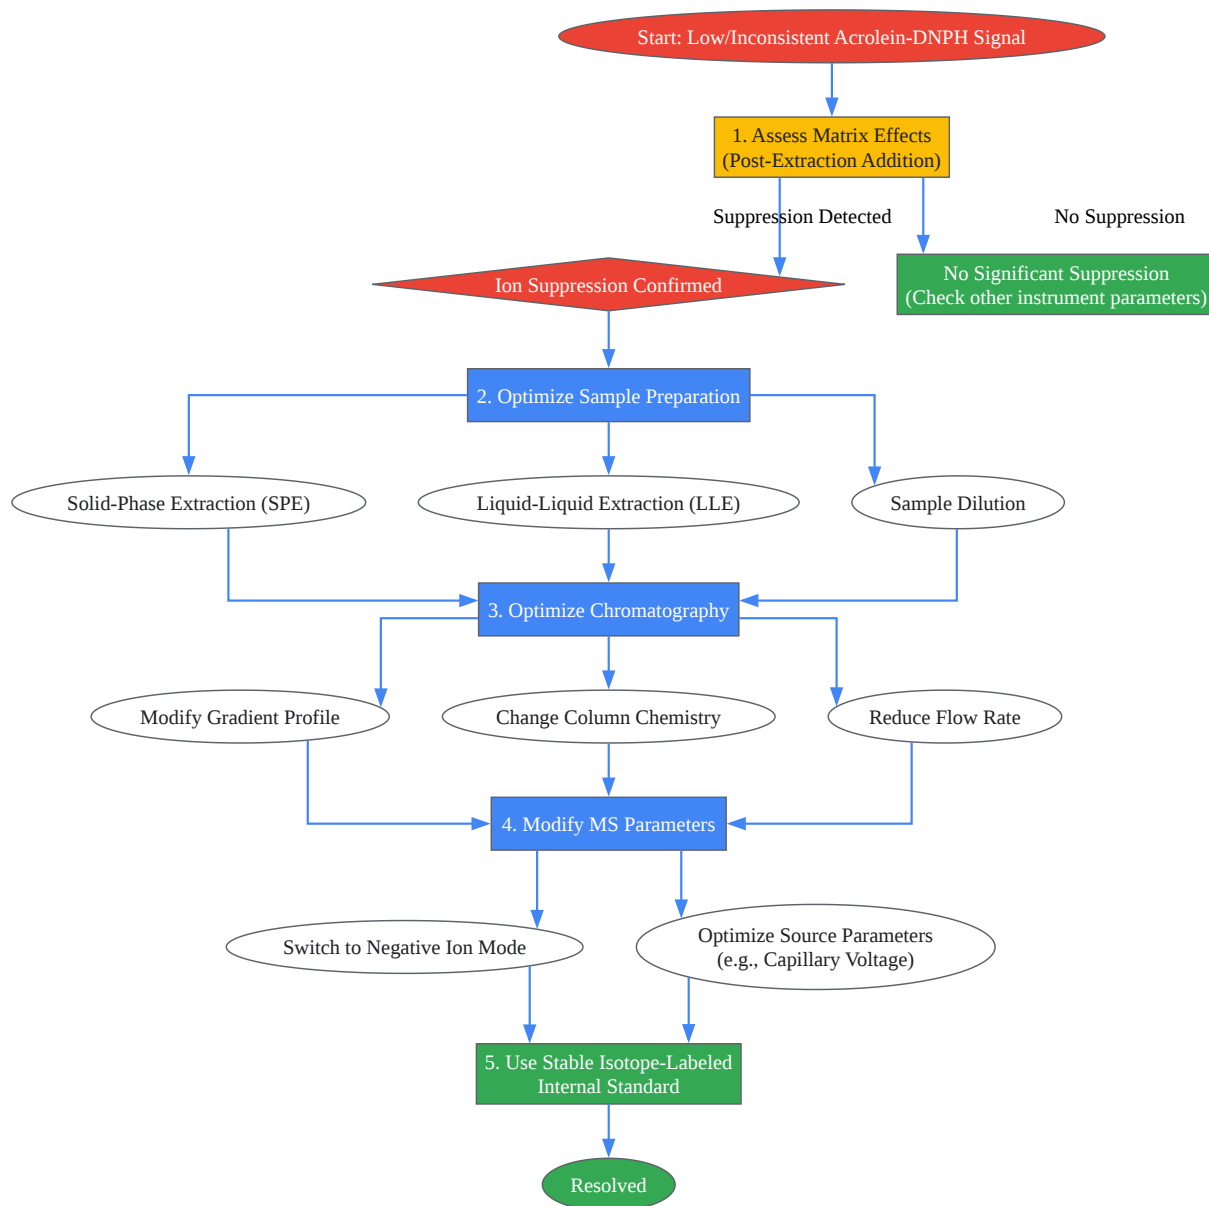 Start: Low/Inconsistent Acrolein-DNPH Signal
1. Assess Matrix Effects
(Post-Extraction Addition)
Suppression Detected
No Suppression
Ion Suppression Confirmed
No Significant Suppression
(Check other instrument parameters)
2. Optimize Sample Preparation
Solid-Phase Extraction (SPE)
Liquid-Liquid Extraction (LLE)
Sample Dilution
3. Optimize Chromatography
Modify Gradient Profile
Change Column Chemistry
Reduce Flow Rate
4. Modify MS Parameters
Switch to Negative Ion Mode
Optimize Source Parameters
(e.g., Capillary Voltage)
5. Use Stable Isotope-Labeled
Internal Standard
Resolved